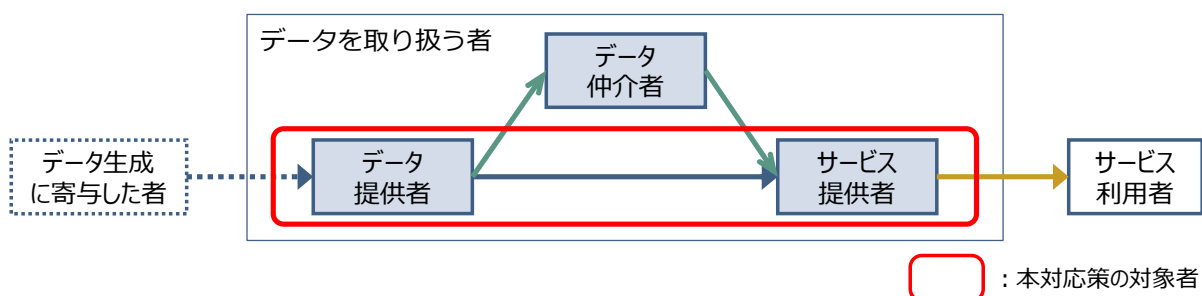 データを取り扱う者
データ
仲介者
データ生成
に寄与した者
データ
提供者
サービス
提供者
サービス
利用者
：本対応策の対象者